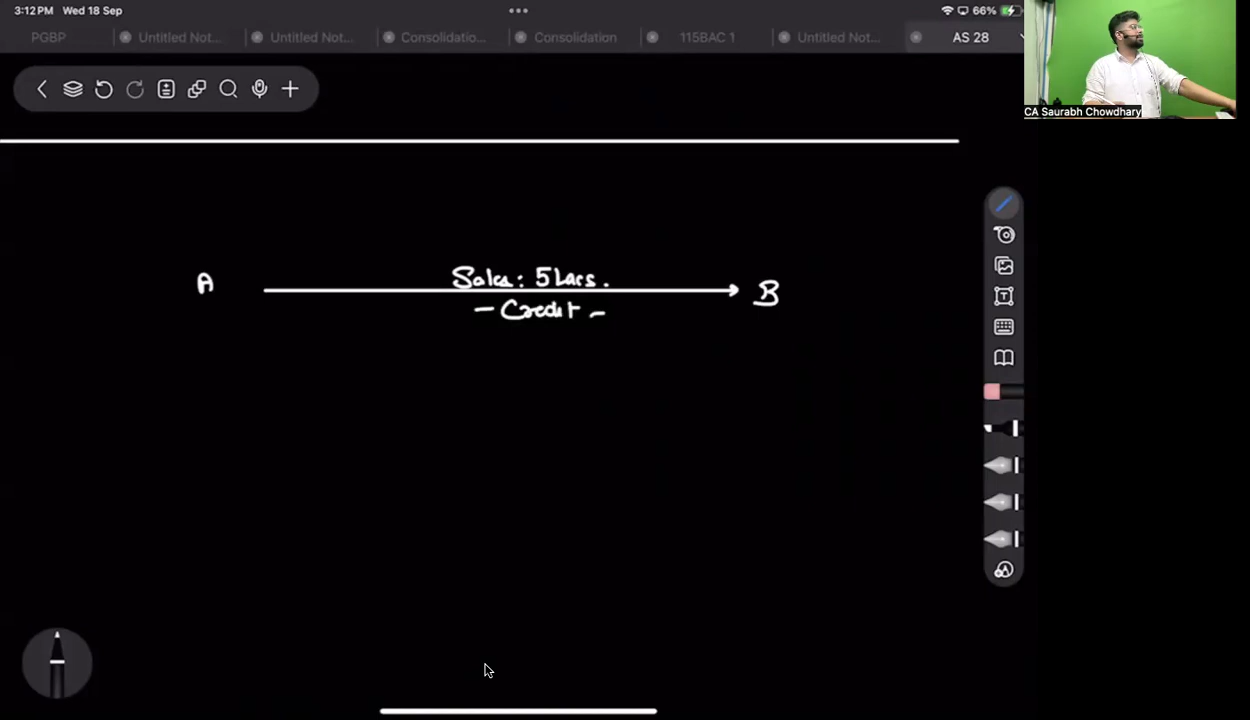 3:12 PM Wed 18 Sep
66%
PGBP
Untitled Not...
Untitled Not...
Consolidatio...
Consolidation
115BAC 1
Untitled Not...
AS 28
CA Saurabh Chowdhary
Sales: 5 Lacs.
A
B
- Credit -